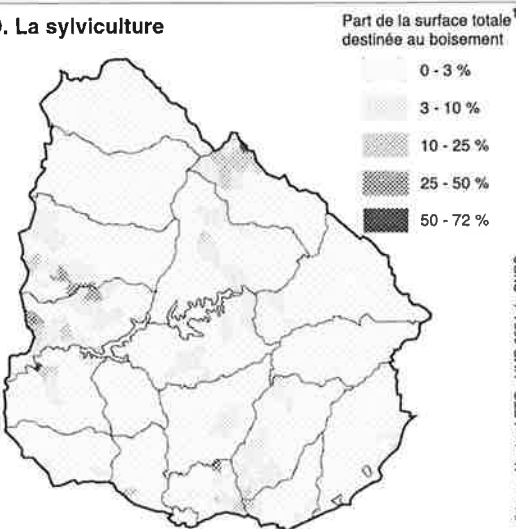 . La sylviculture
Part de la surface totale¹
destinée au boisement
0 - 3 %
3 - 10 %
10 - 25 %
25 - 50 %
50 - 72 %